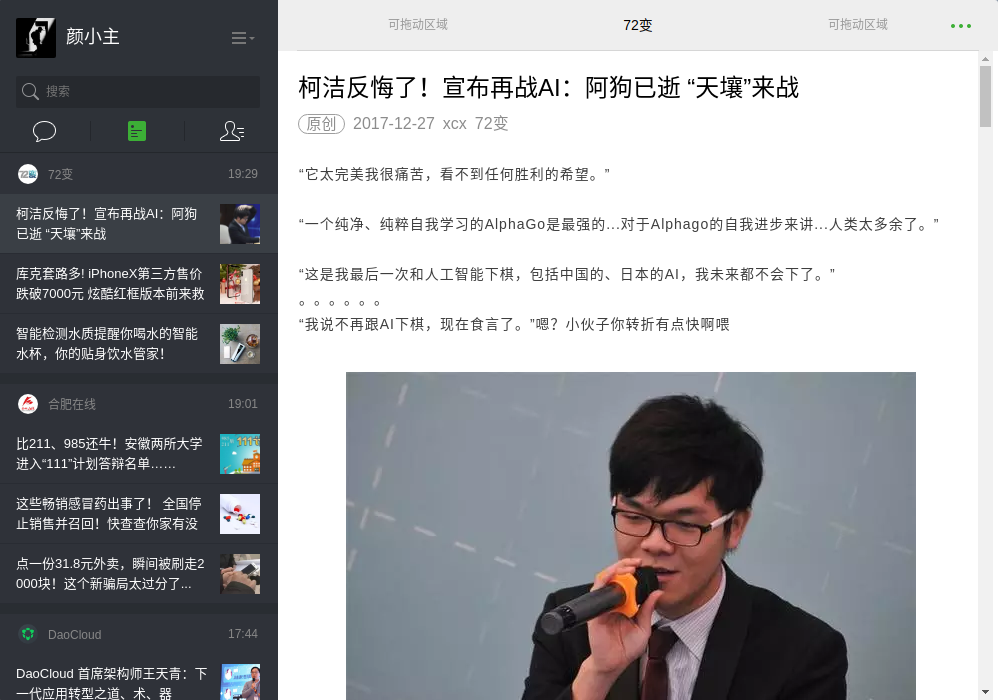 颜小主
搜索
72变
19:29
柯洁反悔了！宣布再战AI：阿狗
已逝 “天壤”来战
库克套路多! iPhoneX第三方售价
跌破7000元 炫酷红框版本前来救
智能检测水质提醒你喝水的智能
水杯，你的贴身饮水管家！
合肥在线
19:01
比211、985还牛！安徽两所大学
进入“111”计划答辩名单……
这些畅销感冒药出事了！ 全国停
止销售并召回！快查查你家有没
点一份31.8元外卖，瞬间被刷走2
000块！这个新骗局太过分了...
DaoCloud
17:44
DaoCloud 首席架构师王天青：下
一代应用转型之道、术、器
可拖动区域
72变
可拖动区域
柯洁反悔了！宣布再战AI：阿狗已逝 “天壤”来战
原创 2017-12-27 xcx 72变
“它太完美我很痛苦，看不到任何胜利的希望。”
“一个纯净、纯粹自我学习的AlphaGo是最强的...对于Alphago的自我进步来讲...人类太多余了。”
“这是我最后一次和人工智能下棋，包括中国的、日本的AI，我未来都不会下了。”
。。。。。。
“我说不再跟AI下棋，现在食言了。”嗯？小伙子你转折有点快啊喂